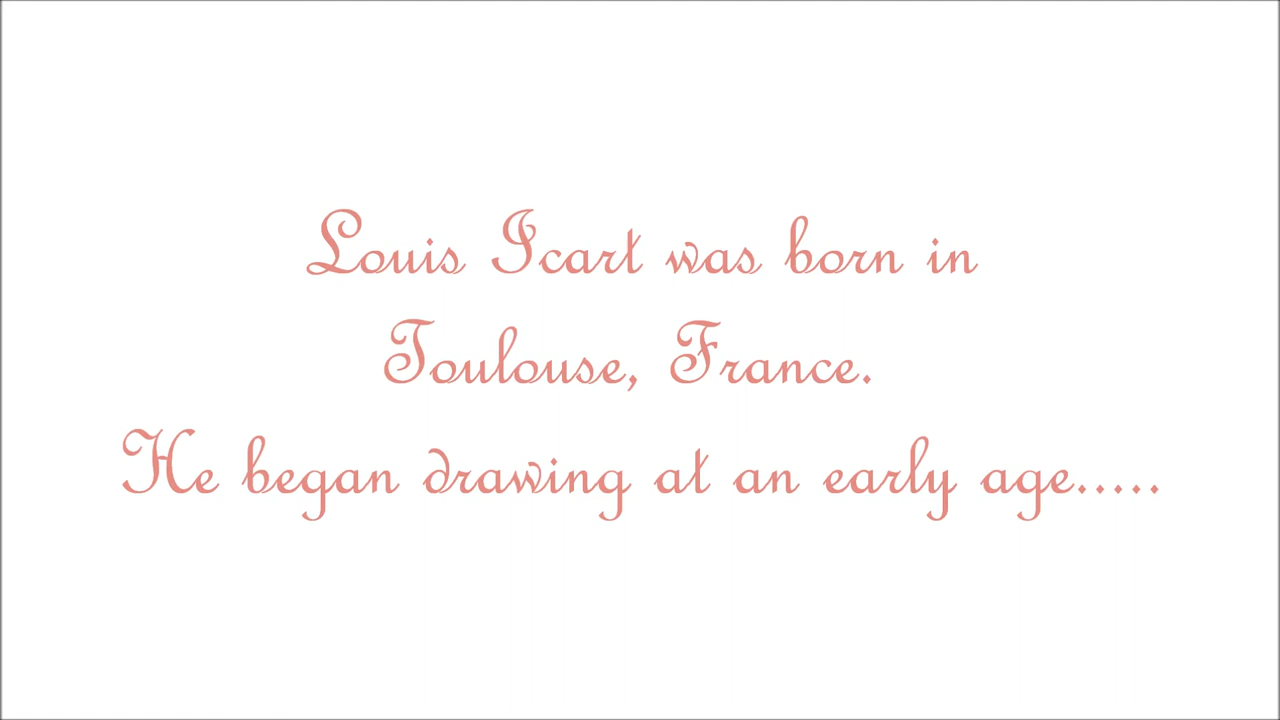 Louis Icart was born in
Toulouse, France.
He began drawing at an early age.....